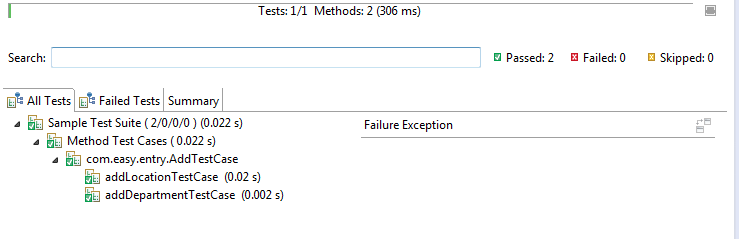 Tests: 1/1 Methods: 2 (306 ms)
Search: Passed: 2 Failed: 0 Skipped: 0
All Tests Failed Tests Summary
Sample Test Suite ( 2/0/0/0 ) (0.022 s) Failure Exception
Method Test Cases ( 0.022 s)
com.easy.entry.AddTestCase
addLocationTestCase (0.02 s)
addDepartmentTestCase (0.002 s)